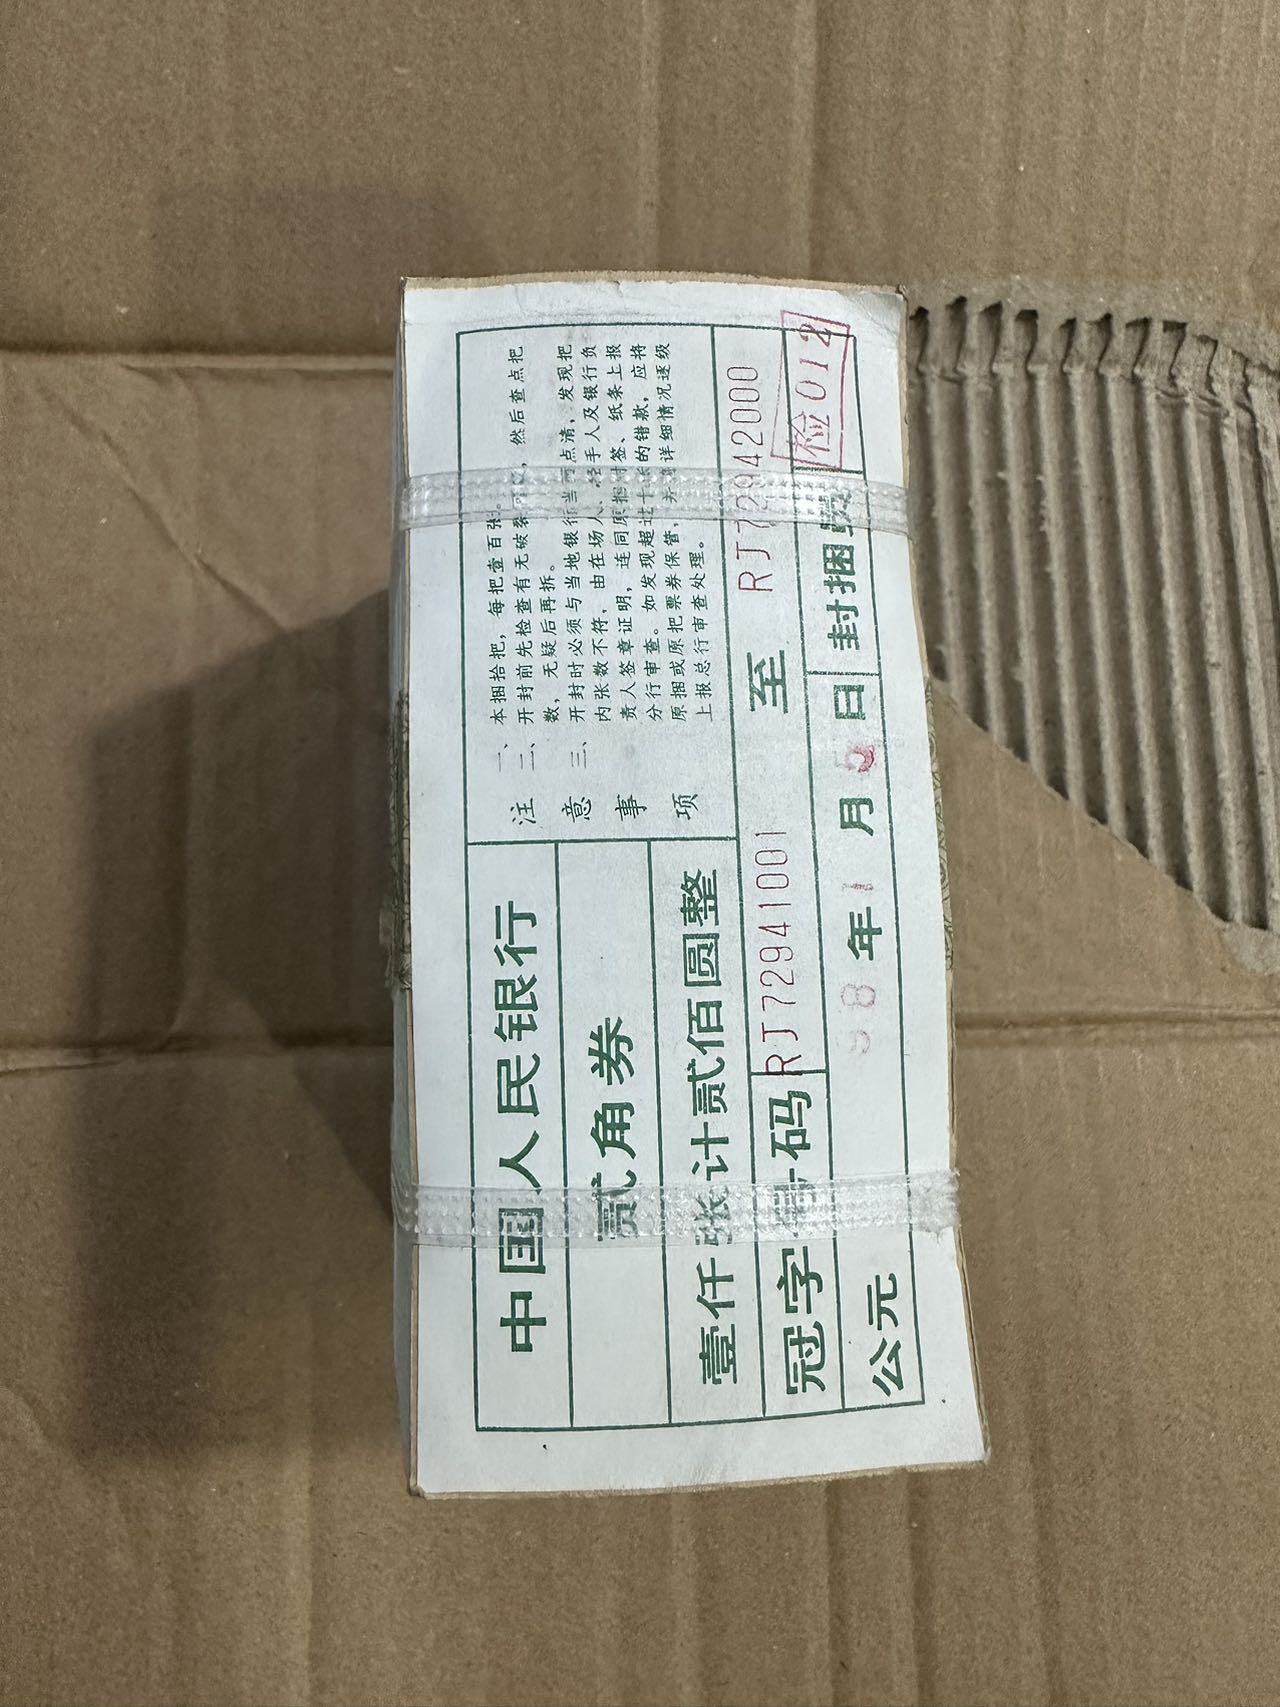 中国人民银行
贰角券
壹仟张计贰佰圆整
注意事项
一、本捆拾把，每把壹百张。
二、开封前先检查有无破裂，然后查点把
数，无疑后再拆。
三、开封时必须与当地银行当面点清，发现把
内张数不符，由在场人、经手人及银行负
责人签章证明，连同原捆封签、纸条上报
分行审查。如发现超过十张的错款，应将
原捆或原把票券保管，并将详细情况逐级
上报总行审查处理。
冠字号码 RJ72941001 至 RJ72942000
公元 98 年 1 月 5 日 封捆员
检012